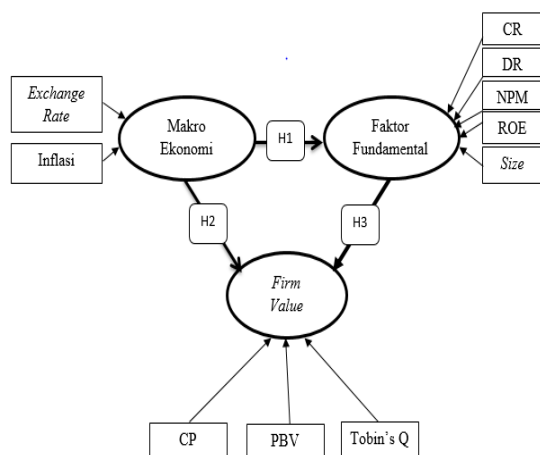 CR
DR
NPM
ROE
Size
Exchange
Rate
Inflasi
Makro
Ekonomi
H1
Faktor
Fundamental
H2
H3
Firm
Value
CP
PBV
Tobin's Q